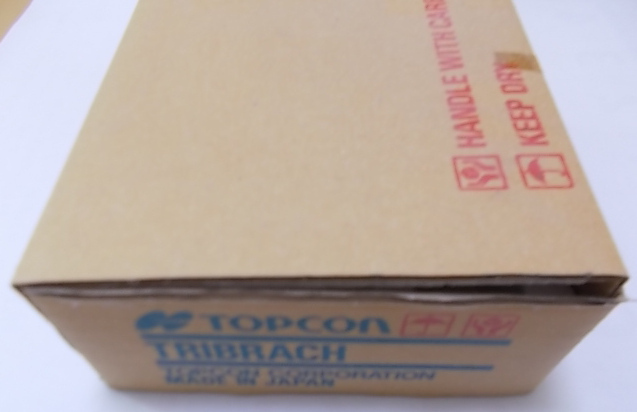 HANDLE WITH CARE
KEEP DRY
TOPCON
TRIBRACH
TOPCON CORPORATION
MADE IN JAPAN